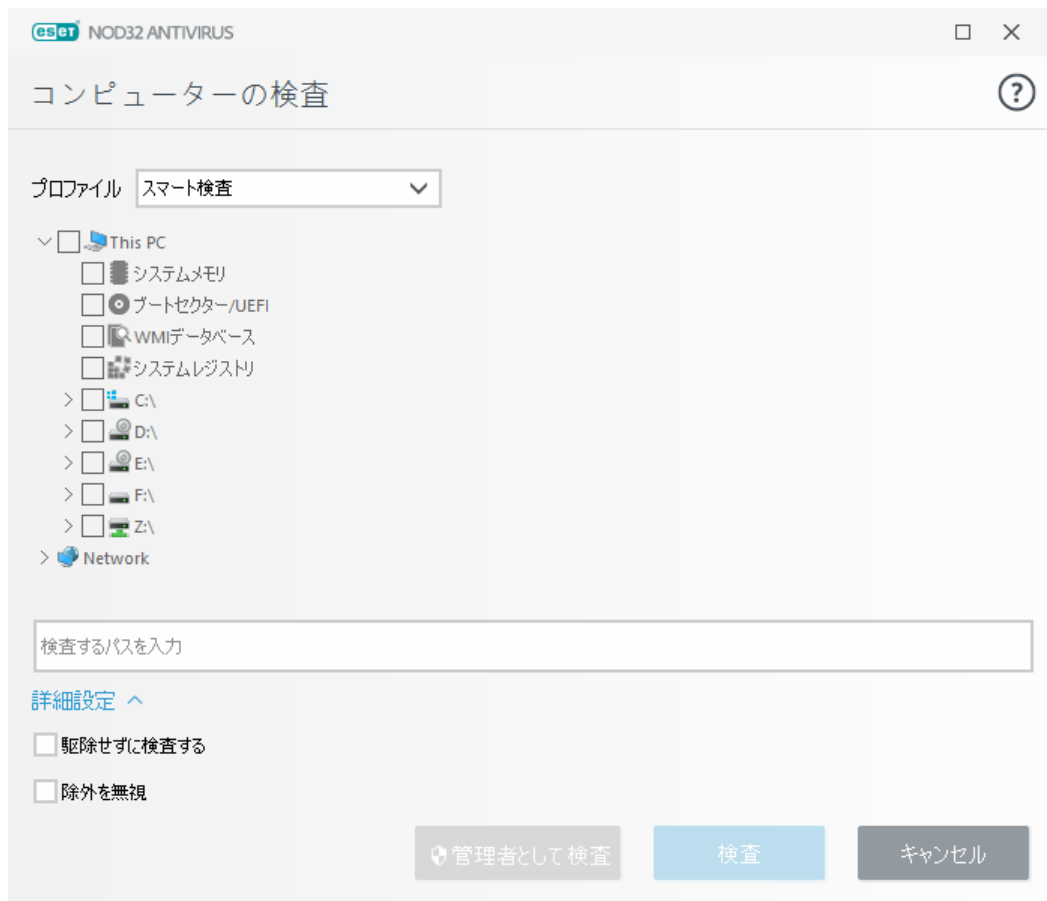 eset NOD32 ANTIVIRUS
コンピューターの検査
?
プロファイル スマート検査
This PC
システムメモリ
ブートセクター/UEFI
WMIデータベース
システムレジストリ
C:\
D:\
E:\
F:\
Z:\
Network
検査するパスを入力
詳細設定
駆除せずに検査する
除外を無視
管理者として検査 検査 キャンセル